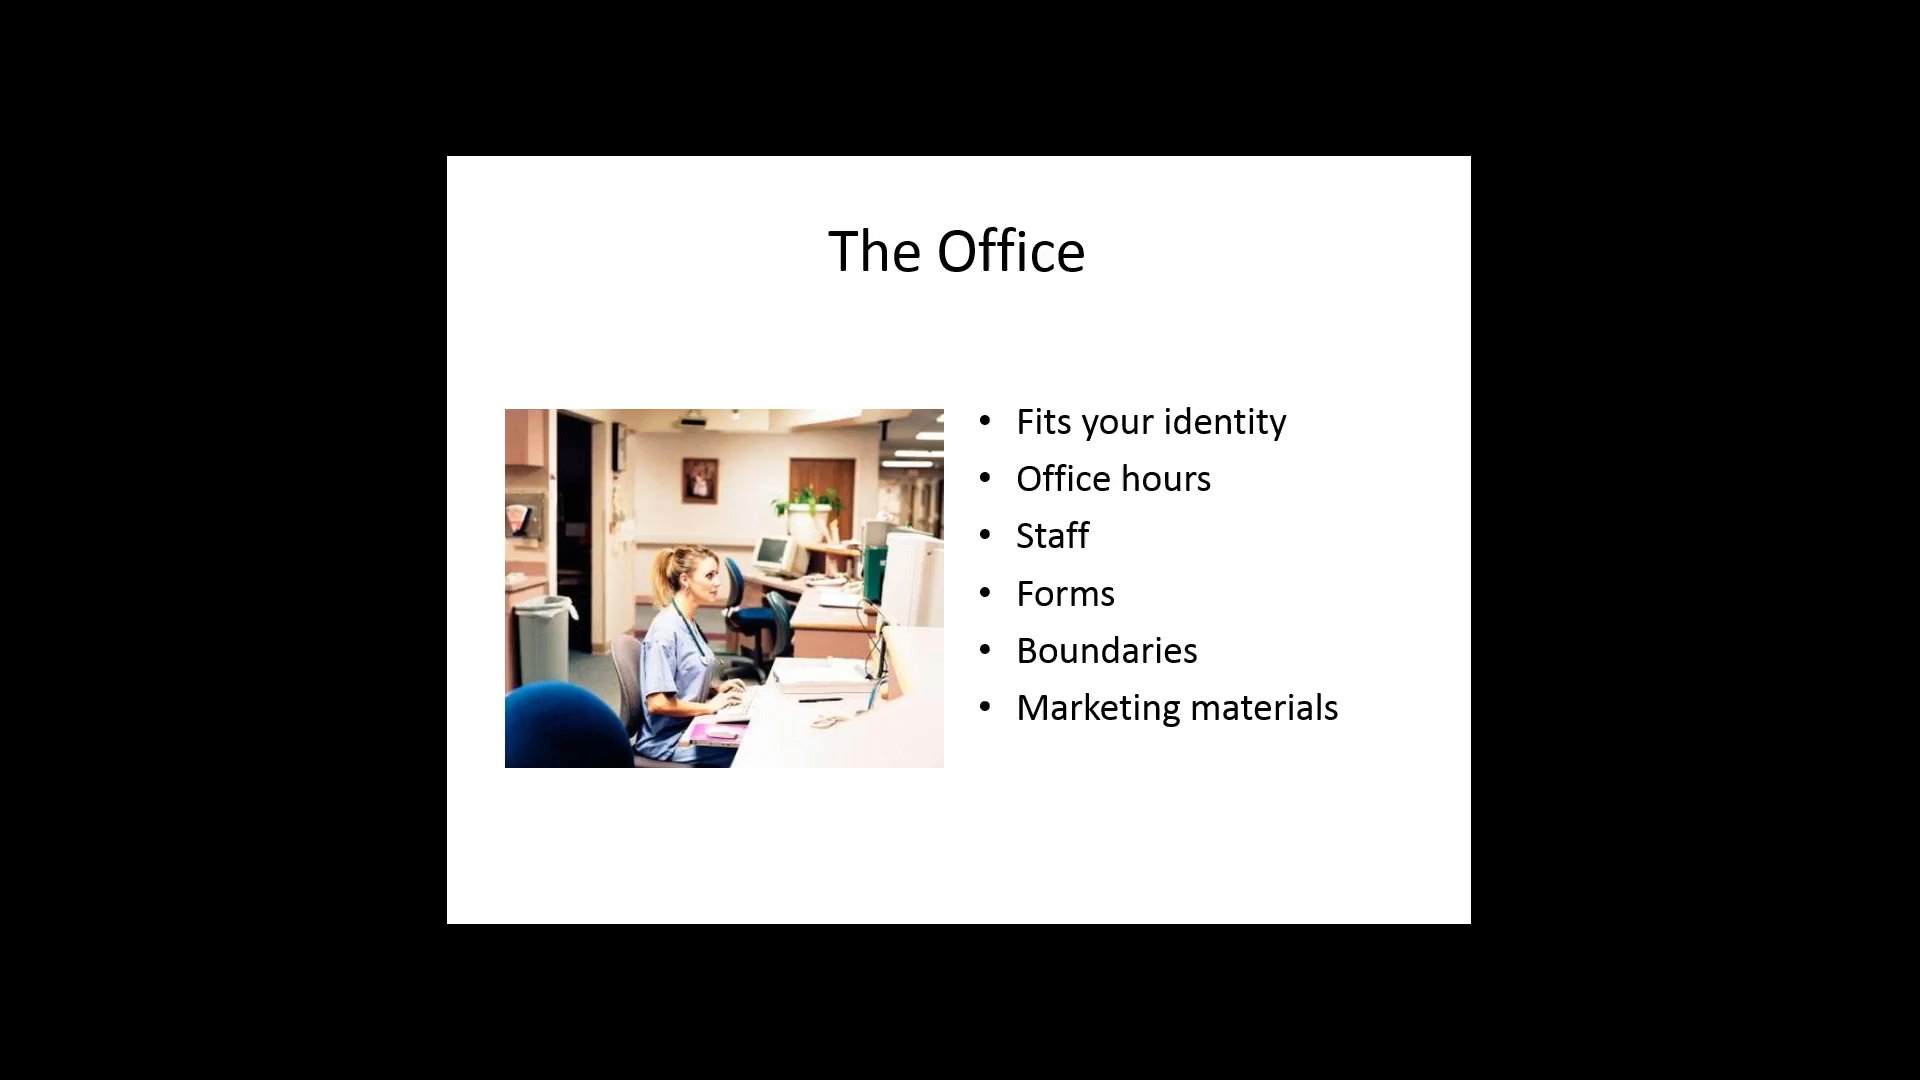 The Office
• Fits your identity
• Office hours
• Staff
• Forms
• Boundaries
• Marketing materials